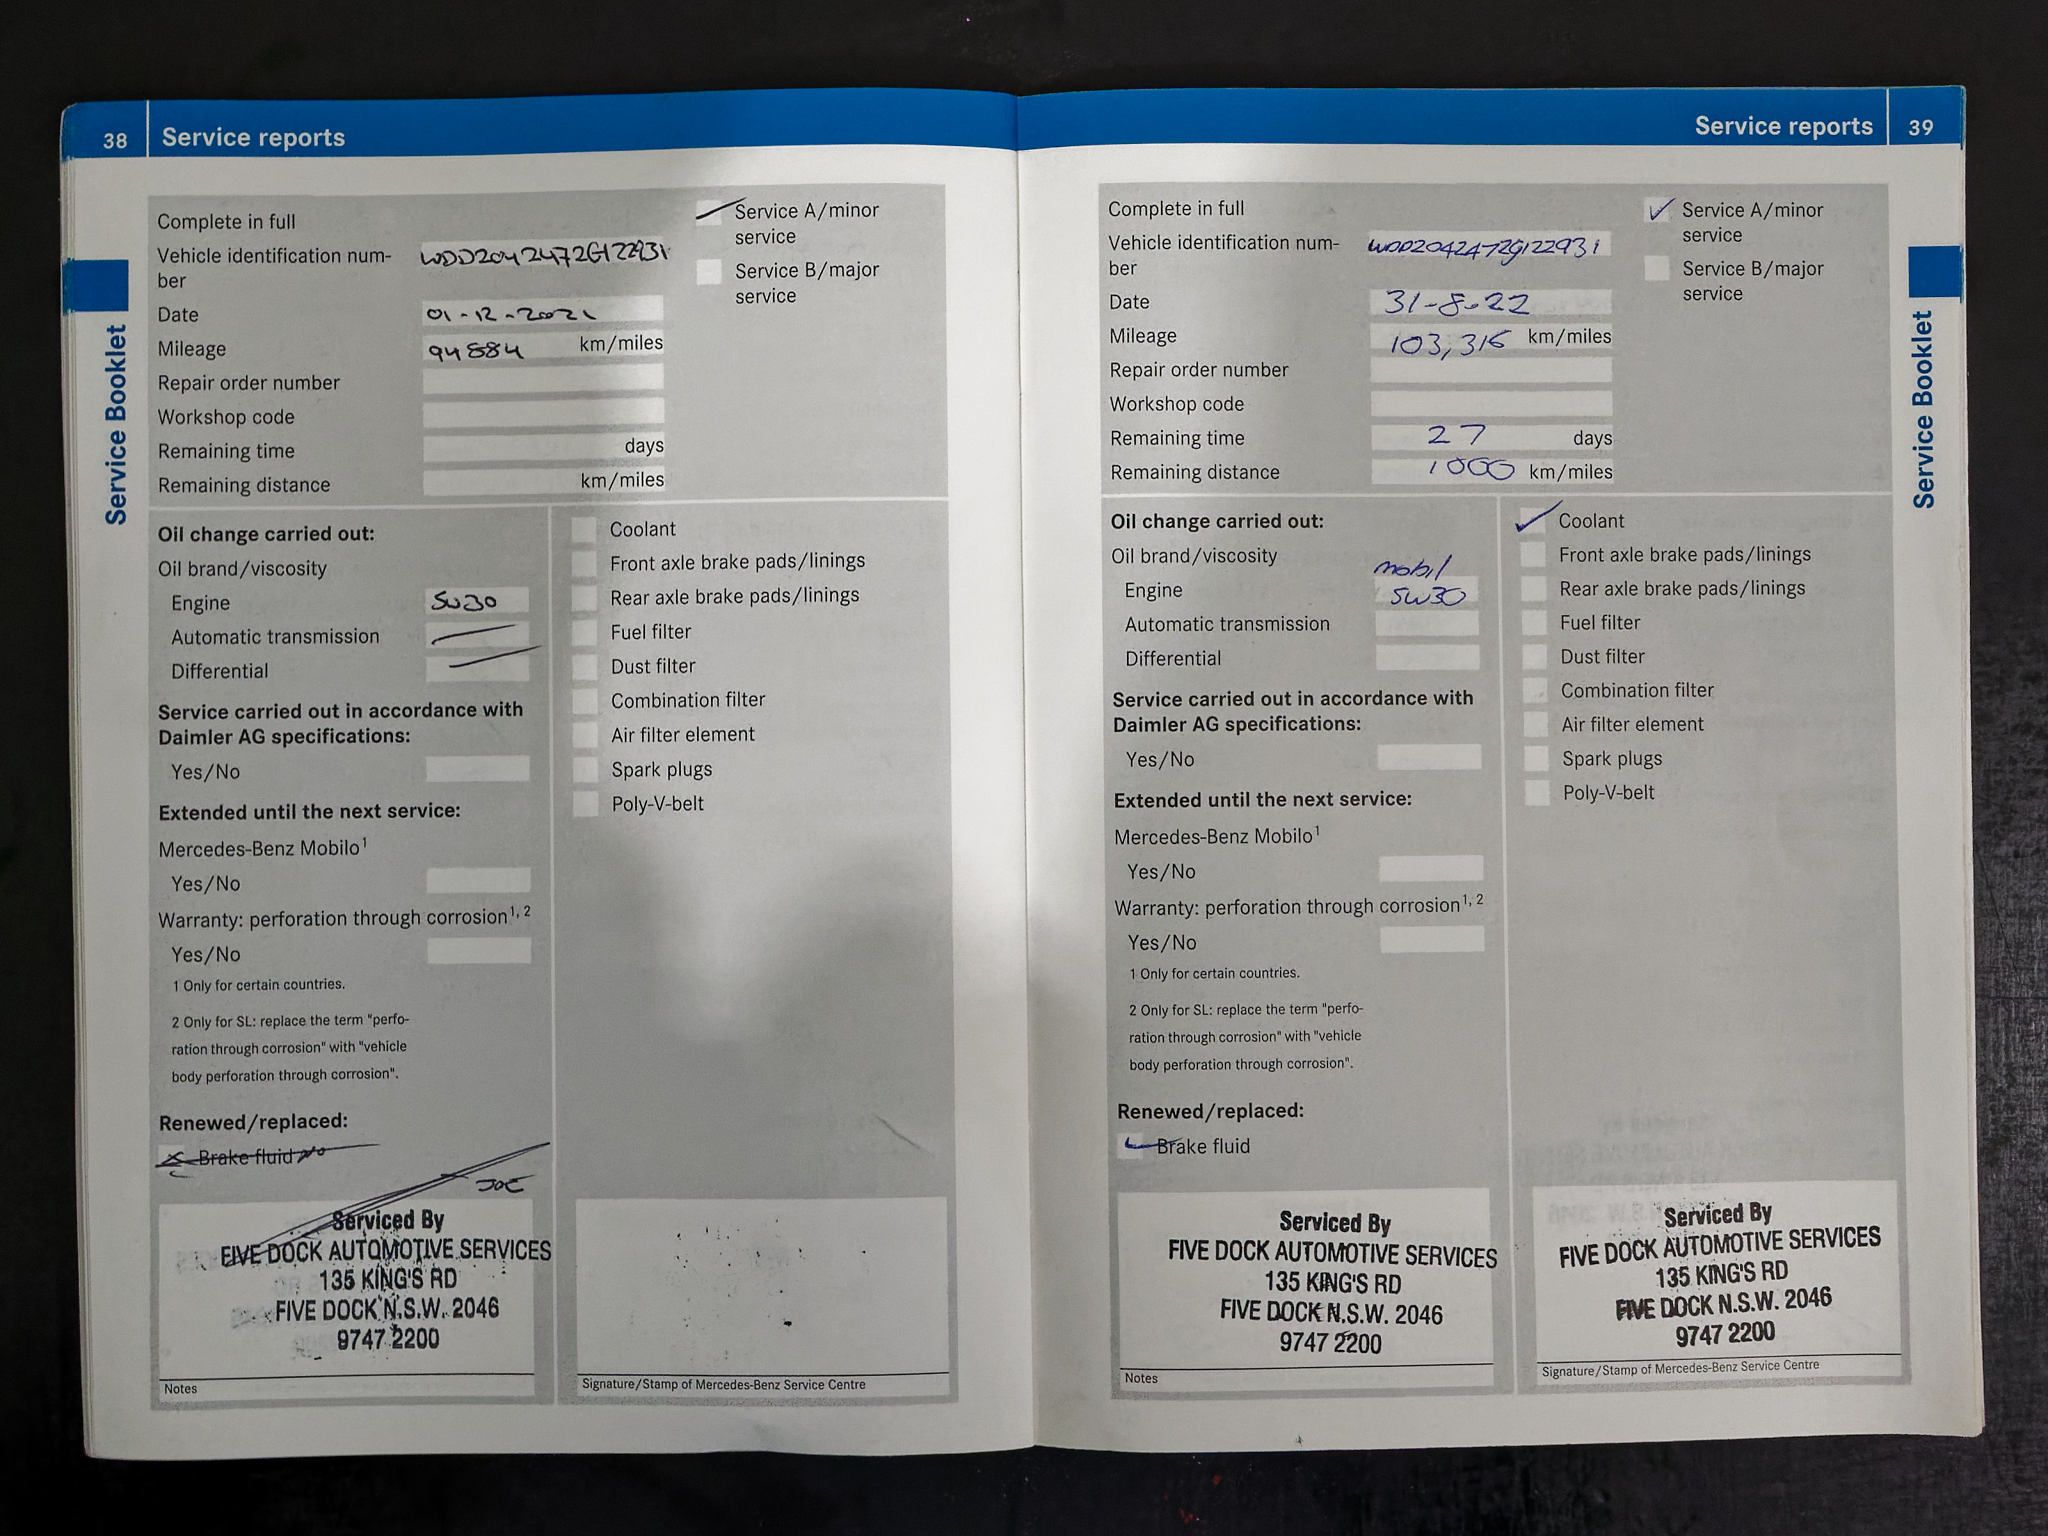 38 Service reports
Complete in full
Service A/minor
service
Vehicle identification num-
ber
WDD2042472G122931
Service B/major
service
Date 01-12-2021
Mileage 94884 km/miles
Repair order number
Workshop code
Remaining time days
Remaining distance km/miles
Service Booklet
Oil change carried out:
Oil brand/viscosity
Engine 5W30
Automatic transmission
Differential
Service carried out in accordance with
Daimler AG specifications:
Yes/No
Extended until the next service:
Mercedes-Benz Mobilo1
Yes/No
Warranty: perforation through corrosion1, 2
Yes/No
1 Only for certain countries.
2 Only for SL: replace the term "perfo-
ration through corrosion" with "vehicle
body perforation through corrosion".
Renewed/replaced:
Brake fluid NO
JOE
Coolant
Front axle brake pads/linings
Rear axle brake pads/linings
Fuel filter
Dust filter
Combination filter
Air filter element
Spark plugs
Poly-V-belt
Serviced By
FIVE DOCK AUTOMOTIVE SERVICES
135 KING'S RD
FIVE DOCK N.S.W. 2046
9747 2200
Notes
Signature/Stamp of Mercedes-Benz Service Centre
Service reports 39
Complete in full
Service A/minor
service
Vehicle identification num-
ber
WDD2042472G122931
Service B/major
service
Date 31-8-22
Mileage 103,316 km/miles
Repair order number
Workshop code
Remaining time 27 days
Remaining distance 1000 km/miles
Service Booklet
Oil change carried out:
Oil brand/viscosity
mobil
Engine 5W30
Automatic transmission
Differential
Service carried out in accordance with
Daimler AG specifications:
Yes/No
Extended until the next service:
Mercedes-Benz Mobilo1
Yes/No
Warranty: perforation through corrosion1, 2
Yes/No
1 Only for certain countries.
2 Only for SL: replace the term "perfo-
ration through corrosion" with "vehicle
body perforation through corrosion".
Renewed/replaced:
Brake fluid
Coolant
Front axle brake pads/linings
Rear axle brake pads/linings
Fuel filter
Dust filter
Combination filter
Air filter element
Spark plugs
Poly-V-belt
Serviced By
FIVE DOCK AUTOMOTIVE SERVICES
135 KING'S RD
FIVE DOCK N.S.W. 2046
9747 2200
Notes
Serviced By
FIVE DOCK AUTOMOTIVE SERVICES
135 KING'S RD
FIVE DOCK N.S.W. 2046
9747 2200
Signature/Stamp of Mercedes-Benz Service Centre